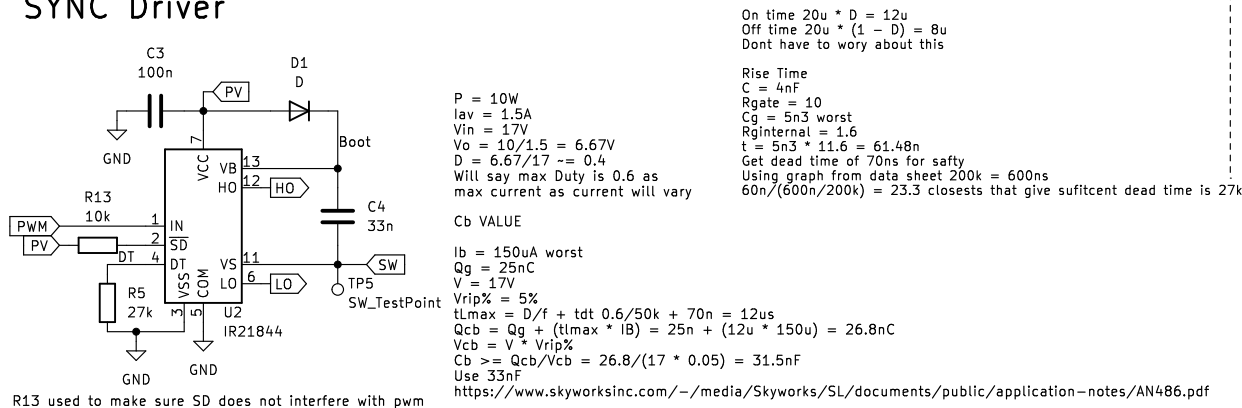 SYNC Driver
C3
100n
D1
D
PV
GND
Boot
7
VCC
VB
13
HO
12
HO
R13
10k
C4
33n
PWM
1
IN
PV
2
SD
DT
4
DT
VS
11
SW
LO
6
LO
TP5
SW_TestPoint
R5
27k
VSS
COM
3
5
U2
IR21844
GND
GND
R13 used to make sure SD does not interfere with pwm
P = 10W
Iav = 1.5A
Vin = 17V
Vo = 10/1.5 = 6.67V
D = 6.67/17 ~= 0.4
Will say max Duty is 0.6 as
max current as current will vary
Cb VALUE
Ib = 150uA worst
Qg = 25nC
V = 17V
Vrip% = 5%
tLmax = D/f + tdt 0.6/50k + 70n = 12us
Qcb = Qg + (tlmax * IB) = 25n + (12u * 150u) = 26.8nC
Vcb = V * Vrip%
Cb >= Qcb/Vcb = 26.8/(17 * 0.05) = 31.5nF
Use 33nF
https://www.skyworksinc.com/-/media/Skyworks/SL/documents/public/application-notes/AN486.pdf
On time 20u * D = 12u
Off time 20u * (1 - D) = 8u
Dont have to wory about this
Rise Time
C = 4nF
Rgate = 10
Cg = 5n3 worst
Rginternal = 1.6
t = 5n3 * 11.6 = 61.48n
Get dead time of 70ns for safty
Using graph from data sheet 200k = 600ns
60n/(600n/200k) = 23.3 closests that give sufitcent dead time is 27k